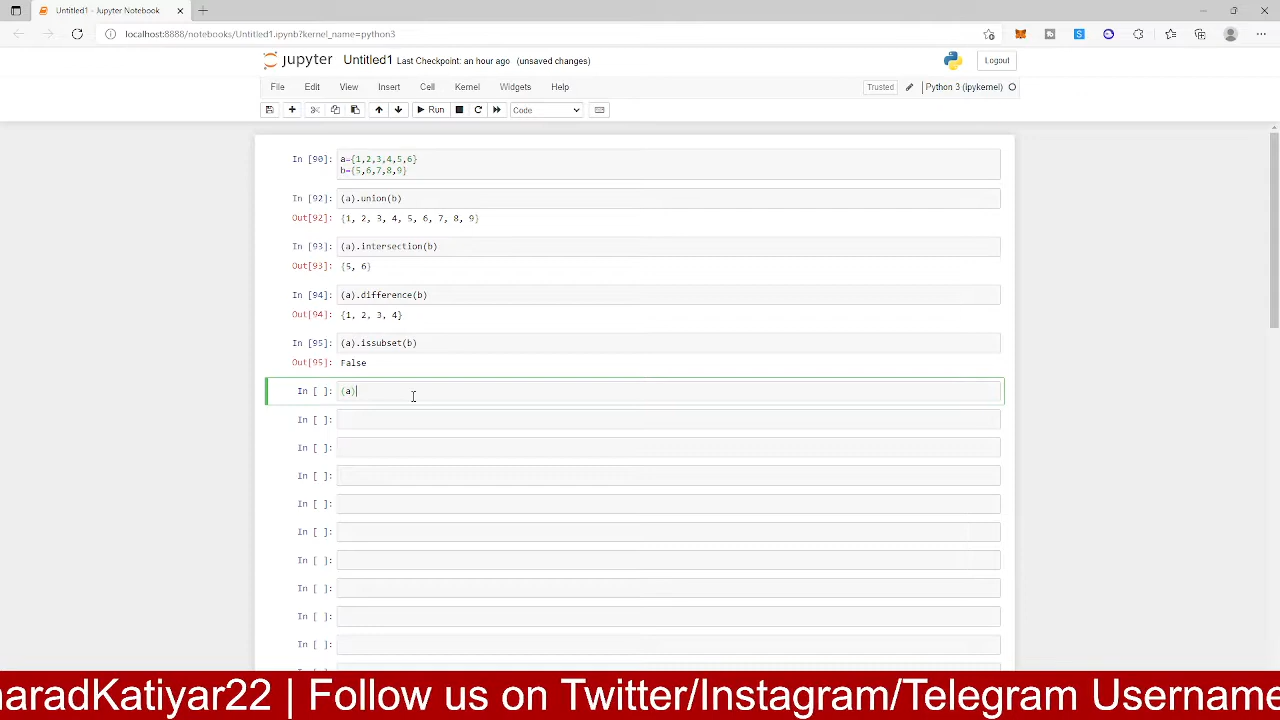 Untitled1 - Jupyter Notebook
localhost:8888/notebooks/Untitled1.ipynb?kernel_name=python3
jupyter Untitled1 Last Checkpoint: an hour ago (unsaved changes)
Logout
File Edit View Insert Cell Kernel Widgets Help
Trusted
Python 3 (ipykernel)
Run
Code
In [90]: a={1,2,3,4,5,6}
b={5,6,7,8,9}
In [92]: (a).union(b)
Out[92]: {1, 2, 3, 4, 5, 6, 7, 8, 9}
In [93]: (a).intersection(b)
Out[93]: {5, 6}
In [94]: (a).difference(b)
Out[94]: {1, 2, 3, 4}
In [95]: (a).issubset(b)
Out[95]: False
In [ ]: (a)
In [ ]:
In [ ]:
In [ ]:
In [ ]:
In [ ]:
In [ ]:
In [ ]:
In [ ]:
In [ ]:
haradKatiyar22 | Follow us on Twitter/Instagram/Telegram Username